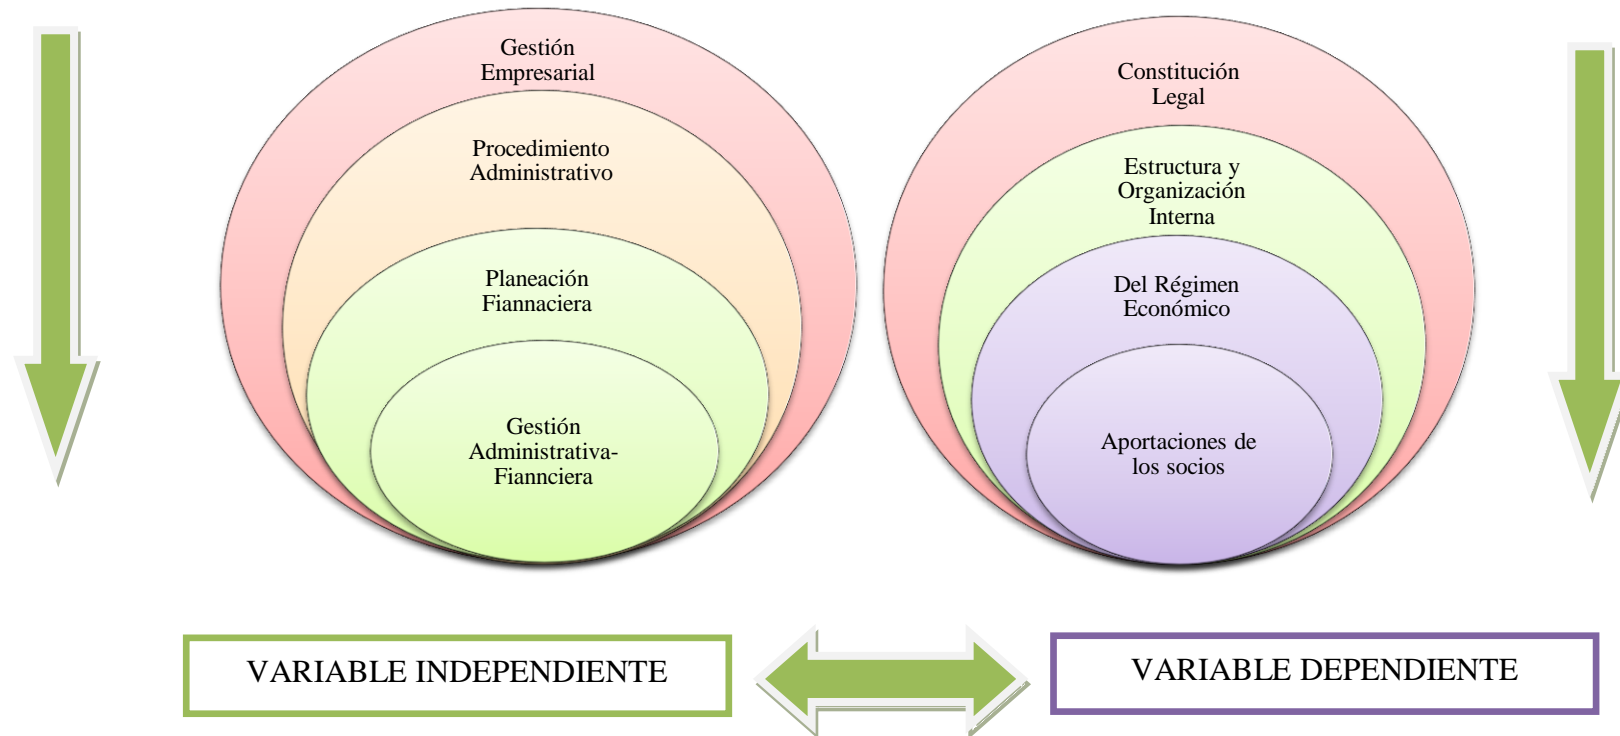 Gestión
Empresarial
Procedimiento
Administrativo
Planeación
Fiannaciera
Gestión
Administrativa-
Fiannciera
Constitución
Legal
Estructura y
Organización
Interna
Del Régimen
Económico
Aportaciones de
los socios
VARIABLE INDEPENDIENTE
VARIABLE DEPENDIENTE